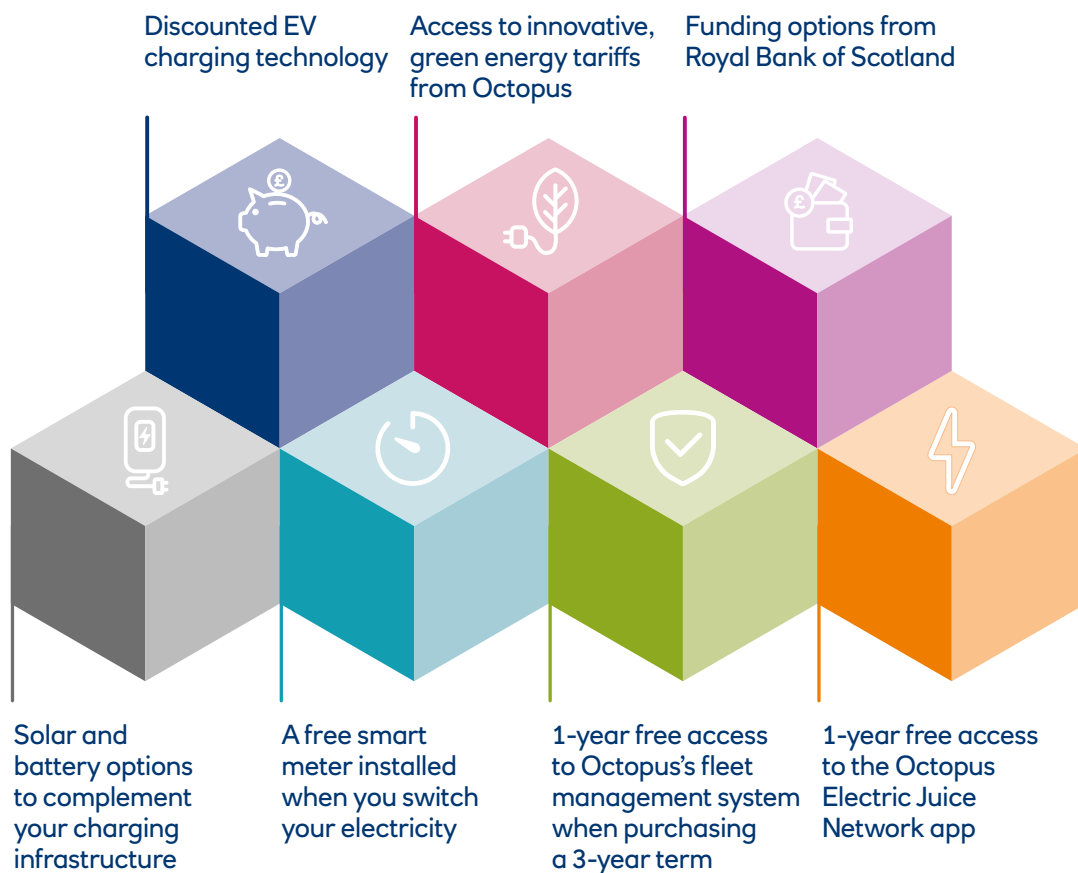 Discounted EV
charging technology
Access to innovative,
green energy tariffs
from Octopus
Funding options from
Royal Bank of Scotland
£
£
Solar and
battery options
to complement
your charging
infrastructure
A free smart
meter installed
when you switch
your electricity
1-year free access
to Octopus’s fleet
management system
when purchasing
a 3-year term
1-year free access
to the Octopus
Electric Juice
Network app